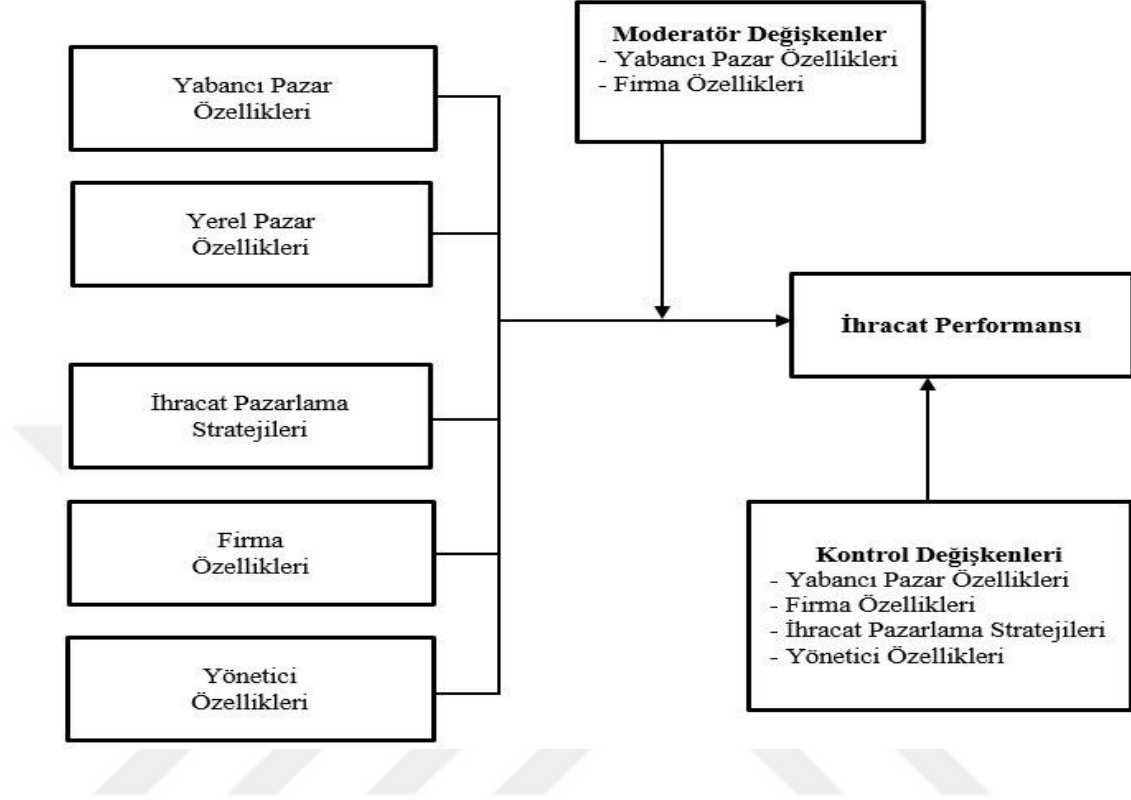 Yabancı Pazar
Özellikleri
Yerel Pazar
Özellikleri
İhracat Pazarlama
Stratejileri
Firma
Özellikleri
Yönetici
Özellikleri
Moderatör Değişkenler
- Yabancı Pazar Özellikleri
- Firma Özellikleri
İhracat Performansı
Kontrol Değişkenleri
- Yabancı Pazar Özellikleri
- Firma Özellikleri
- İhracat Pazarlama Stratejileri
- Yönetici Özellikleri